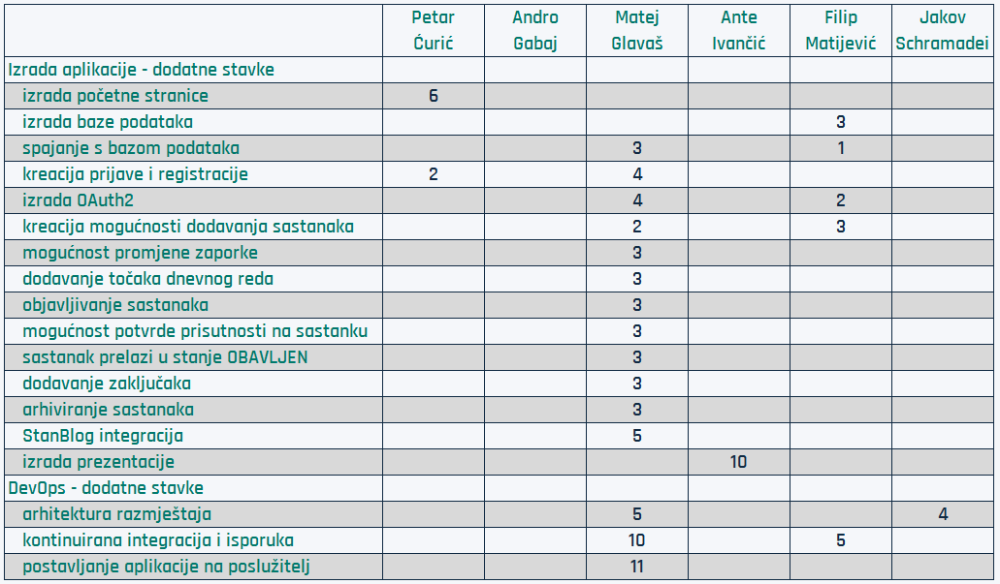 Petar Andro Matej Ante Filip Jakov
Ćurić Gabaj Glavaš Ivančić Matijević Schramadei
Izrada aplikacije - dodatne stavke
izrada početne stranice 6
izrada baze podataka 3
spajanje s bazom podataka 3 1
kreacija prijave i registracije 2 4
izrada OAuth2 4 2
kreacija mogućnosti dodavanja sastanaka 2 3
mogućnost promjene zaporke 3
dodavanje točaka dnevnog reda 3
objavljivanje sastanaka 3
mogućnost potvrde prisutnosti na sastanku 3
sastanak prelazi u stanje OBAVLJEN 3
dodavanje zaključaka 3
arhiviranje sastanaka 3
StanBlog integracija 5
izrada prezentacije 10
DevOps - dodatne stavke
arhitektura razmještaja 5 4
kontinuirana integracija i isporuka 10 5
postavljanje aplikacije na poslužitelj 11